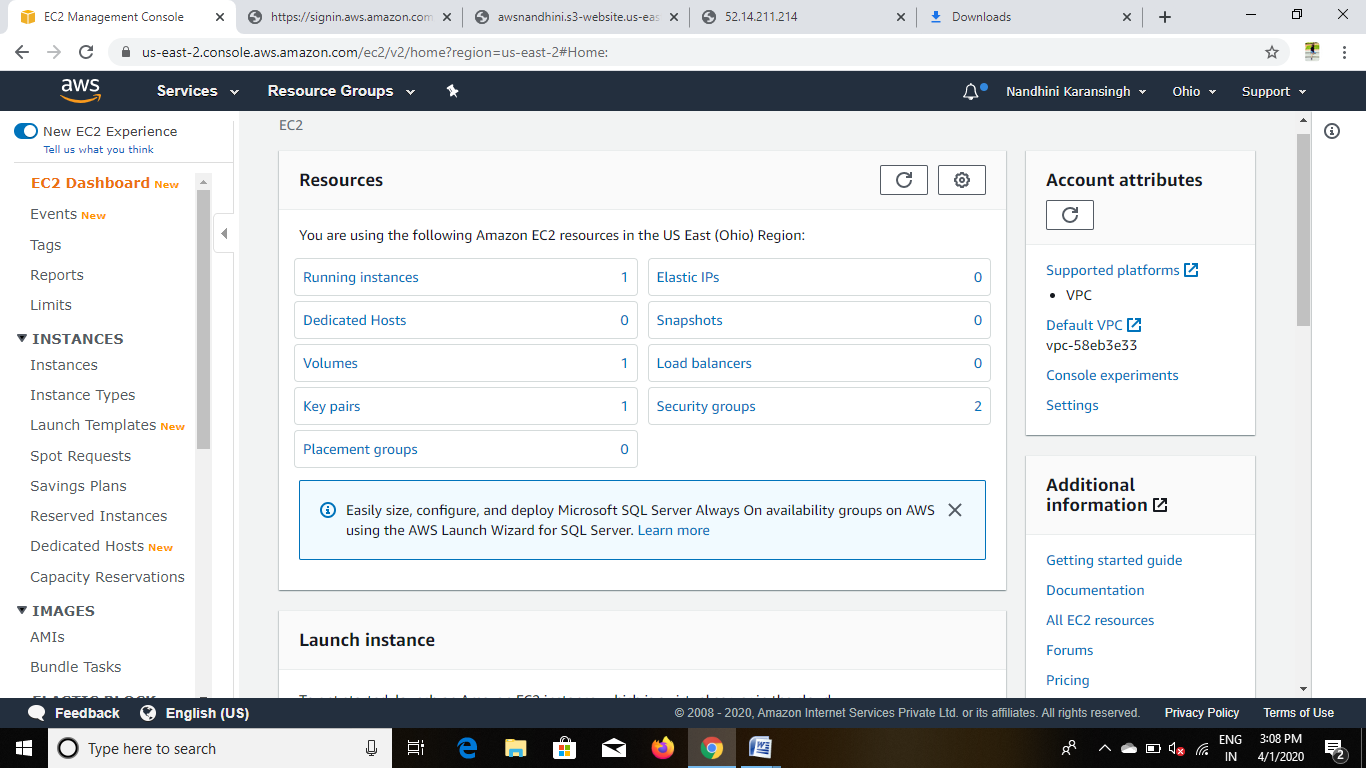 EC2 Management Console
https://signin.aws.amazon.com
awsnandhini.s3-website.us-eas
52.14.211.214
Downloads
us-east-2.console.aws.amazon.com/ec2/v2/home?region=us-east-2#Home:
aws
Services
Resource Groups
Nandhini Karansingh
Ohio
Support
New EC2 Experience
Tell us what you think
EC2 Dashboard New
Events New
Tags
Reports
Limits
INSTANCES
Instances
Instance Types
Launch Templates New
Spot Requests
Savings Plans
Reserved Instances
Dedicated Hosts New
Capacity Reservations
IMAGES
AMIs
Bundle Tasks
ELASTIC BLOCK
EC2
Resources
You are using the following Amazon EC2 resources in the US East (Ohio) Region:
Running instances 1
Elastic IPs 0
Dedicated Hosts 0
Snapshots 0
Volumes 1
Load balancers 0
Key pairs 1
Security groups 2
Placement groups 0
Easily size, configure, and deploy Microsoft SQL Server Always On availability groups on AWS
using the AWS Launch Wizard for SQL Server. Learn more
Launch instance
Account attributes
Supported platforms
• VPC
Default VPC
vpc-58eb3e33
Console experiments
Settings
Additional
information
Getting started guide
Documentation
All EC2 resources
Forums
Pricing
Feedback
English (US)
© 2008 - 2020, Amazon Internet Services Private Ltd. or its affiliates. All rights reserved.
Privacy Policy
Terms of Use
Type here to search
ENG
IN
3:08 PM
4/1/2020
2